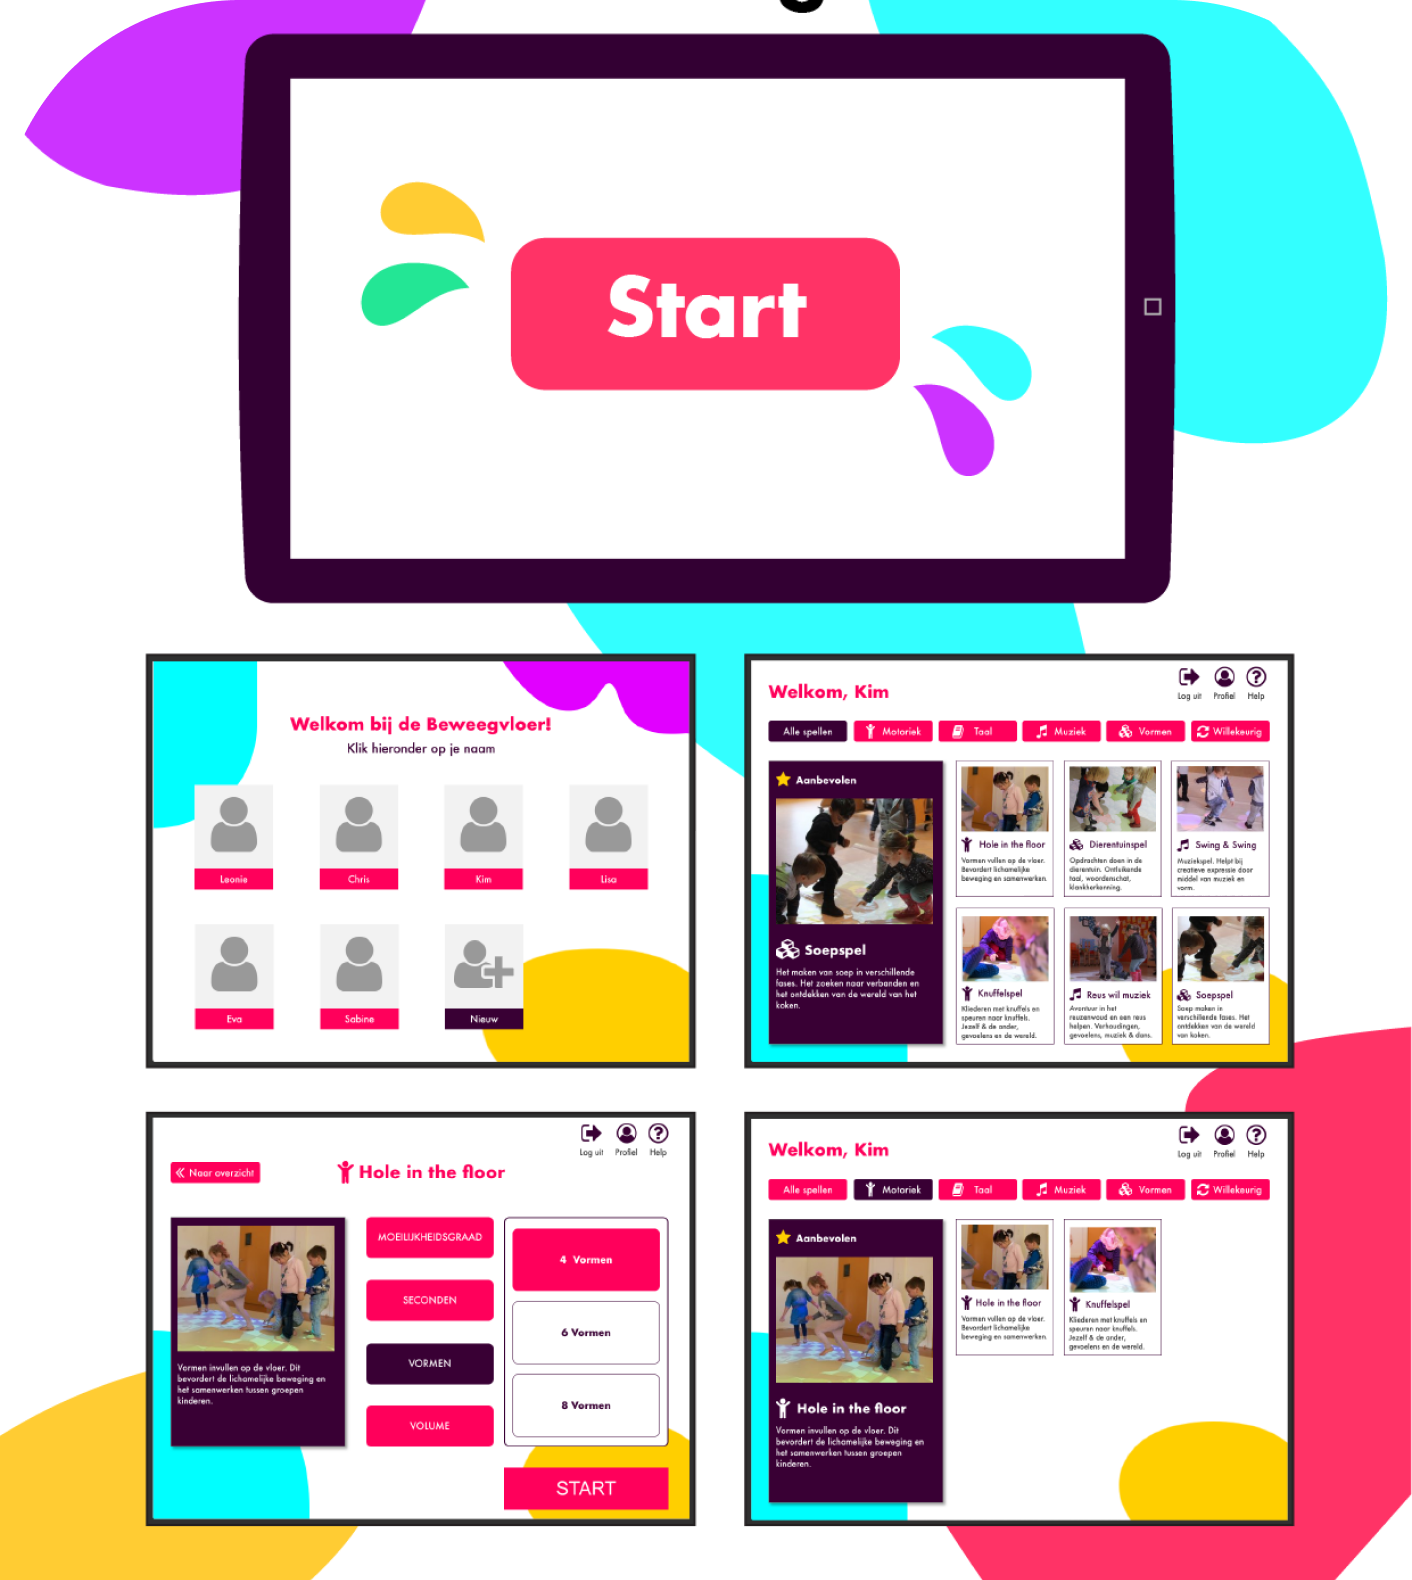 Start
Welkom bij de Beweegvloer!
Klik hieronder op je naam
Leonie
Chris
Kim
Lisa
Eva
Sabine
Nieuw
Welkom, Kim
Log uit
Profiel
Help
Alle spellen
Motoriek
Taal
Muziek
Vormen
Willekeurig
Aanbevolen
Soepspel
Het maken van soep in verschillende
fases. Het zoeken naar verbanden en
het ontdekken van de wereld van het
koken.
Hole in the floor
Vormen vullen op de vloer.
Bevordert lichamelijke
beweging en samenwerken.
Dierentuinspel
Opdrachten doen in de
dierentuin. Ontluikende
taal, woordenschat,
klankherkenning.
Swing & Swing
Muziekspel. Helpt bij
creatieve expressie door
middel van muziek en
vorm.
Knuffelspel
Kliederen met knuffels en
speuren naar knuffels.
Jezelf & de ander,
gevoelens en de wereld.
Reus wil muziek
Avontuur in het
reuzenwoud en een reus
helpen. Verhoudingen,
gevoelens, muziek & dans.
Soepspel
Soep maken in
verschillende fases. Het
ontdekken van de wereld
van koken.
Log uit
Profiel
Help
Naar overzicht
Hole in the floor
Vormen invullen op de vloer. Dit
bevordert de lichamelijke beweging en
het samenwerken tussen groepen
kinderen.
MOEILIJKHEIDSGRAAD
SECONDEN
VORMEN
VOLUME
4 Vormen
6 Vormen
8 Vormen
START
Welkom, Kim
Log uit
Profiel
Help
Alle spellen
Motoriek
Taal
Muziek
Vormen
Willekeurig
Aanbevolen
Hole in the floor
Vormen invullen op de vloer. Dit
bevordert de lichamelijke beweging en
het samenwerken tussen groepen
kinderen.
Hole in the floor
Vormen vullen op de vloer.
Bevordert lichamelijke
beweging en samenwerken.
Knuffelspel
Kliederen met knuffels en
speuren naar knuffels.
Jezelf & de ander,
gevoelens en de wereld.